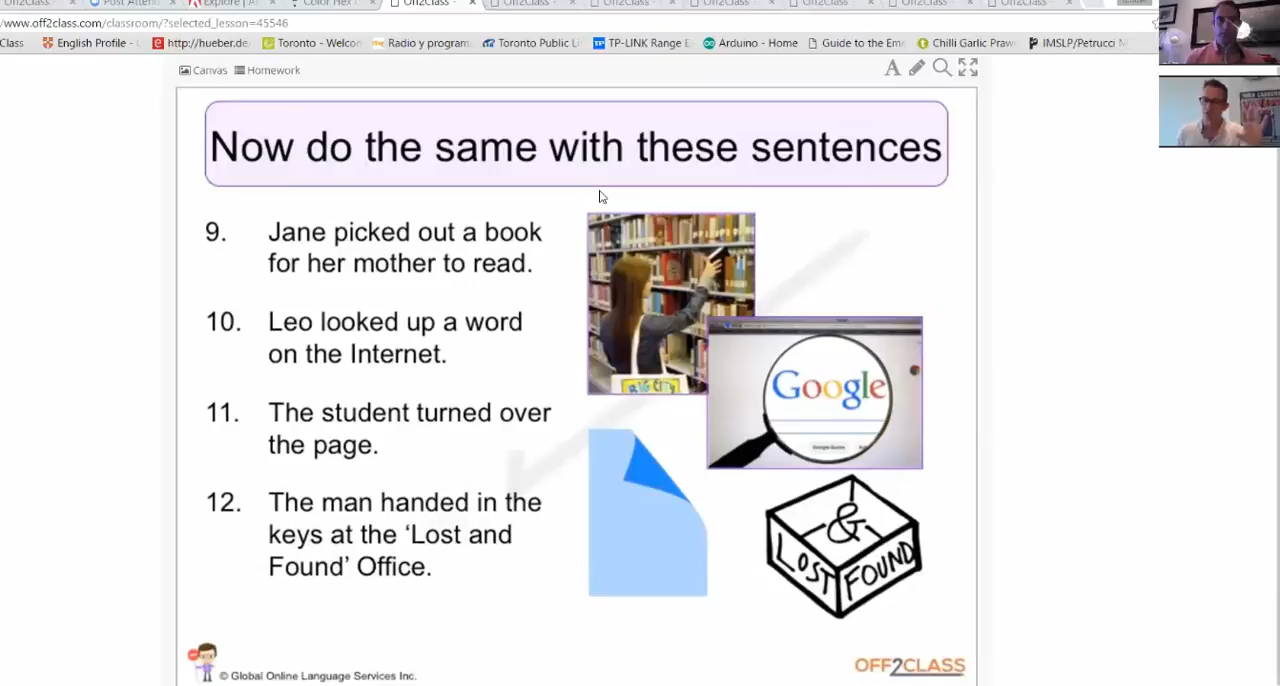 Off2Class
Post Atten
Explore | A
Color Hex
Off2Class
Off2Class
Off2Class
Off2Class
Off2Class
Off2Class
Off2Class
www.off2class.com/classroom/?selected_lesson=45546
Class
English Profile -
http://hueber.de/
Toronto - Welcom
Radio y program
Toronto Public Li
TP-LINK Range E
Arduino - Home
Guide to the Eme
Chilli Garlic Praw
IMSLP/Petrucci M
Canvas
Homework
A
Now do the same with these sentences
9. Jane picked out a book
for her mother to read.
10. Leo looked up a word
on the Internet.
11. The student turned over
the page.
12. The man handed in the
keys at the ‘Lost and
Found’ Office.
BIG CITY
Google
&
LOST FOUND
© Global Online Language Services Inc.
OFF2CLASS